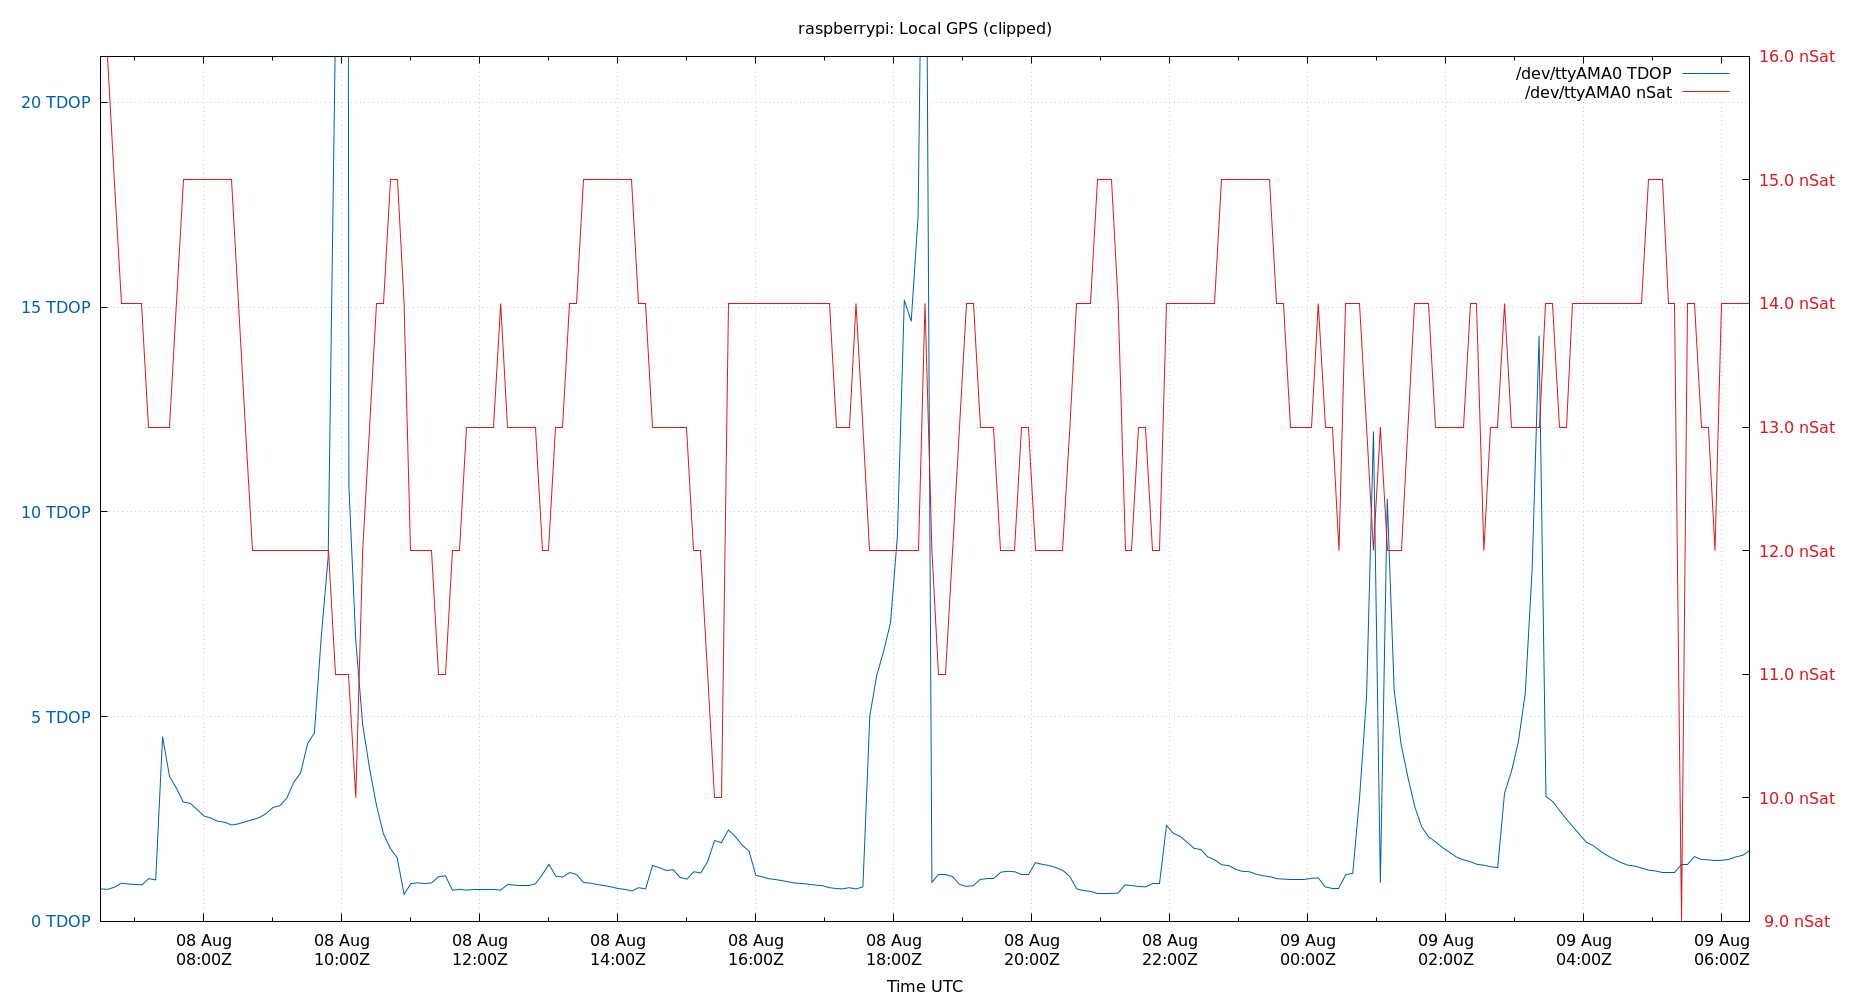 raspberrypi: Local GPS (clipped)
16.0 nSat
/dev/ttyAMA0 TDOP
/dev/ttyAMA0 nSat
20 TDOP
15.0 nSat
15 TDOP
14.0 nSat
13.0 nSat
10 TDOP
12.0 nSat
11.0 nSat
5 TDOP
10.0 nSat
0 TDOP
9.0 nSat
08 Aug 08 Aug 08 Aug 08 Aug 08 Aug 08 Aug 08 Aug 08 Aug 09 Aug 09 Aug 09 Aug 09 Aug
08:00Z 10:00Z 12:00Z 14:00Z 16:00Z 18:00Z 20:00Z 22:00Z 00:00Z 02:00Z 04:00Z 06:00Z
Time UTC